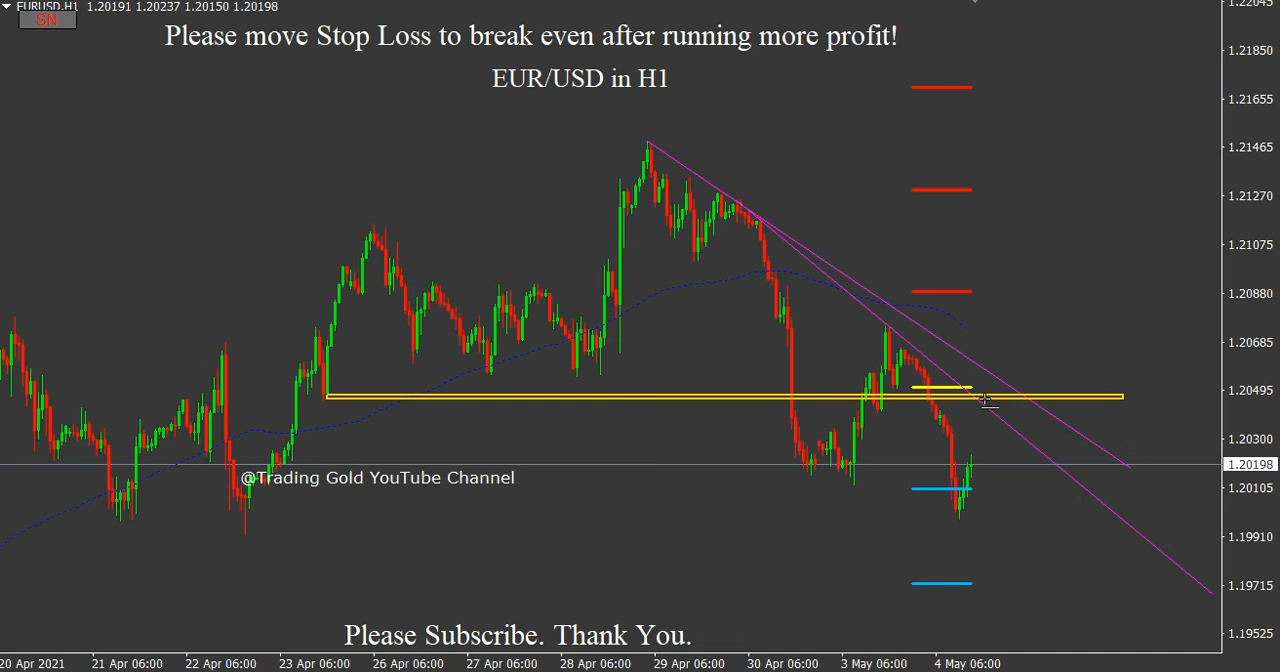 EURUSD.H1 1.20191 1.20237 1.20150 1.20198
SN
Please move Stop Loss to break even after running more profit!
EUR/USD in H1
1.22045
1.21850
1.21655
1.21465
1.21270
1.21075
1.20880
1.20685
1.20495
1.20300
1.20198
1.20105
1.19910
1.19715
1.19525
@Trading Gold YouTube Channel
Please Subscribe. Thank You.
20 Apr 2021 21 Apr 06:00 22 Apr 06:00 23 Apr 06:00 26 Apr 06:00 27 Apr 06:00 28 Apr 06:00 29 Apr 06:00 30 Apr 06:00 3 May 06:00 4 May 06:00